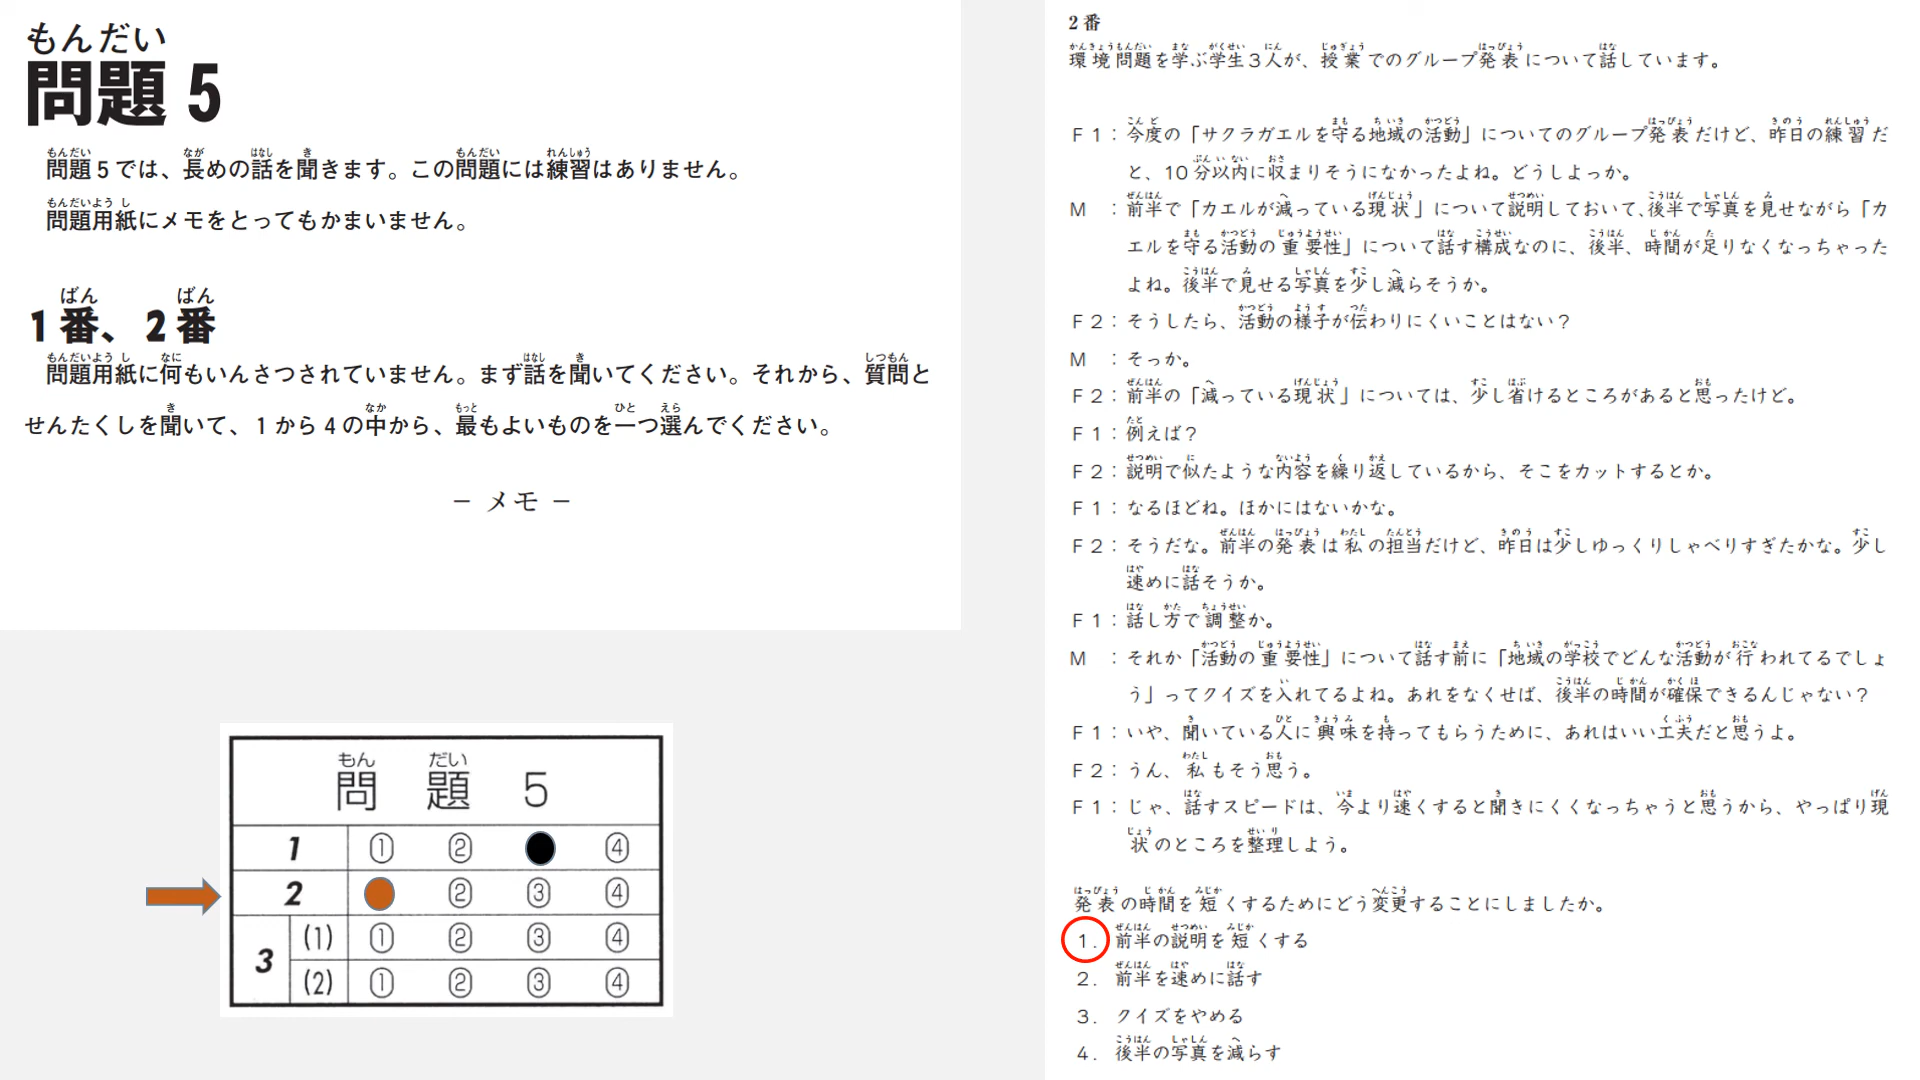 問題 5
問題5では、長めの話を聞きます。この問題には練習はありません。
問題用紙にメモをとってもかまいません。
1番、2番
問題用紙に何もいんさつされていません。まず話を聞いてください。それから、質問と
せんたくしを聞いて、1から4の中から、最もよいものを一つ選んでください。
― メモ ―
問題 5
1 ① ② ④
2 ② ③ ④
3 (1) ① ② ③ ④
(2) ① ② ③ ④
2番
環境問題を学ぶ学生3人が、授業でのグループ発表について話しています。
F1：今度の「サクラガエルを守る地域の活動」についてのグループ発表だけど、昨日の練習だ
と、10分以内に収まりそうになかったよね。どうしよっか。
M ：前半で「カエルが減っている現状」について説明しておいて、後半で写真を見せながら「カ
エルを守る活動の重要性」について話す構成なのに、後半、時間が足りなくなっちゃった
よね。後半で見せる写真を少し減らそうか。
F2：そうしたら、活動の様子が伝わりにくいことはない？
M ：そっか。
F2：前半の「減っている現状」については、少し省けるところがあると思ったけど。
F1：例えば？
F2：説明で似たような内容を繰り返しているから、そこをカットするとか。
F1：なるほどね。ほかにはないかな。
F2：そうだな。前半の発表は私の担当だけど、昨日は少しゆっくりしゃべりすぎたかな。少し
速めに話そうか。
F1：話し方で調整か。
M ：それか「活動の重要性」について話す前に「地域の学校でどんな活動が行われてるでしょ
う」ってクイズを入れてるよね。あれをなくせば、後半の時間が確保できるんじゃない？
F1：いや、聞いている人に興味を持ってもらうために、あれはいい工夫だと思うよ。
F2：うん、私もそう思う。
F1：じゃ、話すスピードは、今より速くすると聞きにくくなっちゃうと思うから、やっぱり現
状のところを整理しよう。
発表の時間を短くするためにどう変更することにしましたか。
1. 前半の説明を短くする
2. 前半を速めに話す
3. クイズをやめる
4. 後半の写真を減らす